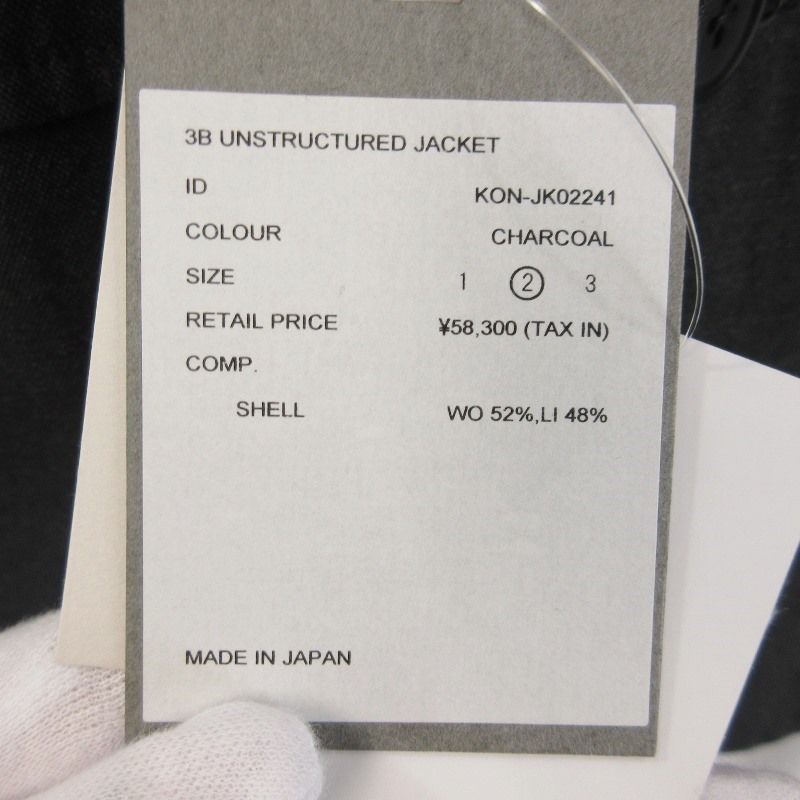 3B UNSTRUCTURED JACKET
ID KON-JK02241
COLOUR CHARCOAL
SIZE 1 2 3
RETAIL PRICE ¥58,300 (TAX IN)
COMP.
SHELL WO 52%,LI 48%
MADE IN JAPAN